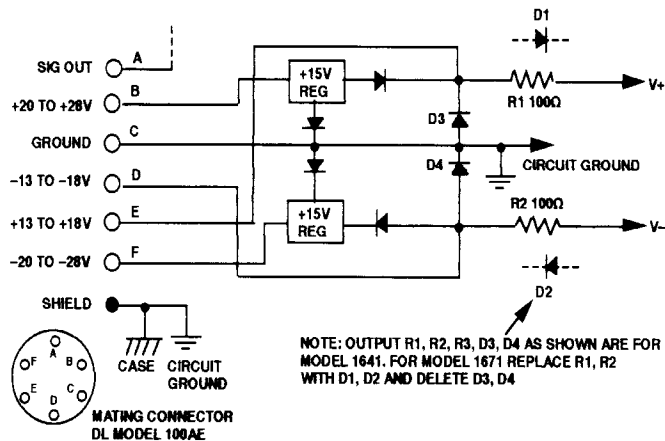 D1
A
SIG OUT
B
+20 TO +28V
+15V
REG
V+
R1 100Ω
D3
C
GROUND
D4
CIRCUIT GROUND
D
–13 TO –18V
E
+13 TO +18V
+15V
REG
R2 100Ω
V–
F
–20 TO –28V
D2
SHIELD
CASE
CIRCUIT
GROUND
NOTE: OUTPUT R1, R2, R3, D3, D4 AS SHOWN ARE FOR
MODEL 1641. FOR MODEL 1671 REPLACE R1, R2
WITH D1, D2 AND DELETE D3, D4
A
F
B
E
C
D
MATING CONNECTOR
DL MODEL 100AE